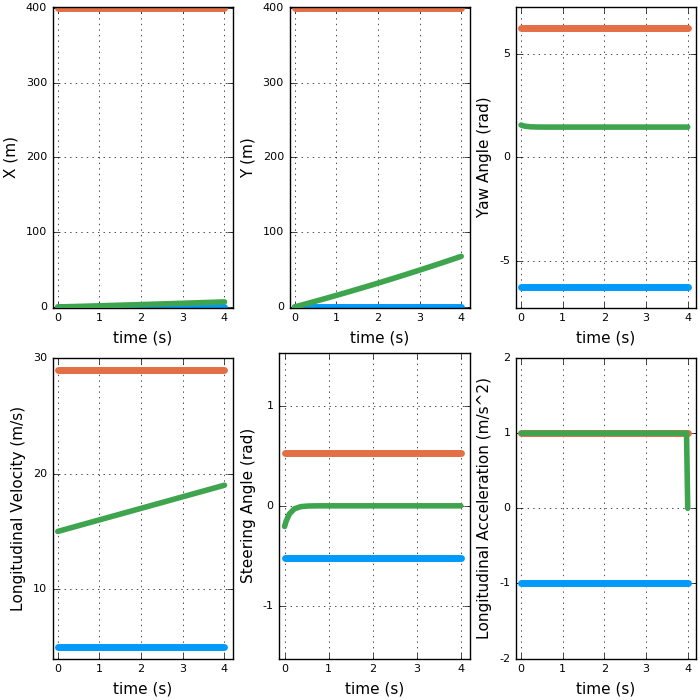 400
300
200
100
0
0 1 2 3 4
X (m)
time (s)
400
300
200
100
0
0 1 2 3 4
Y (m)
time (s)
5
0
-5
0 1 2 3 4
Yaw Angle (rad)
time (s)
30
20
10
0 1 2 3 4
Longitudinal Velocity (m/s)
time (s)
1
0
-1
0 1 2 3 4
Steering Angle (rad)
time (s)
2
1
0
-1
-2
0 1 2 3 4
Longitudinal Acceleration (m/s^2)
time (s)